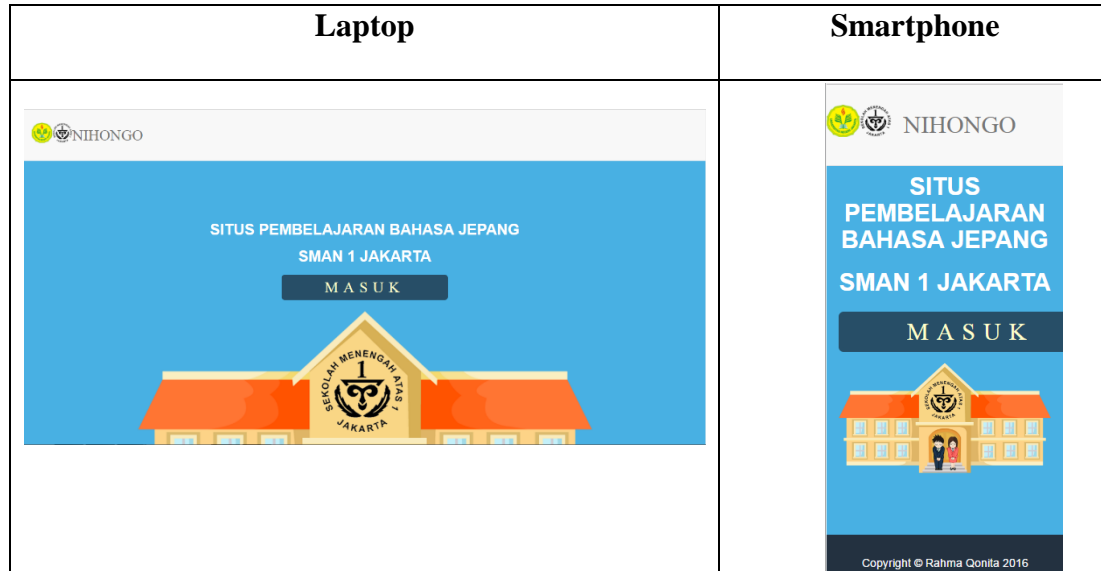 Laptop
Smartphone
NIHONGO
SITUS PEMBELAJARAN BAHASA JEPANG
SMAN 1 JAKARTA
MASUK
SEKOLAH MENENGAH ATAS 1
1
JAKARTA
NIHONGO
SITUS
PEMBELAJARAN
BAHASA JEPANG
SMAN 1 JAKARTA
MASUK
Copyright © Rahma Qonita 2016